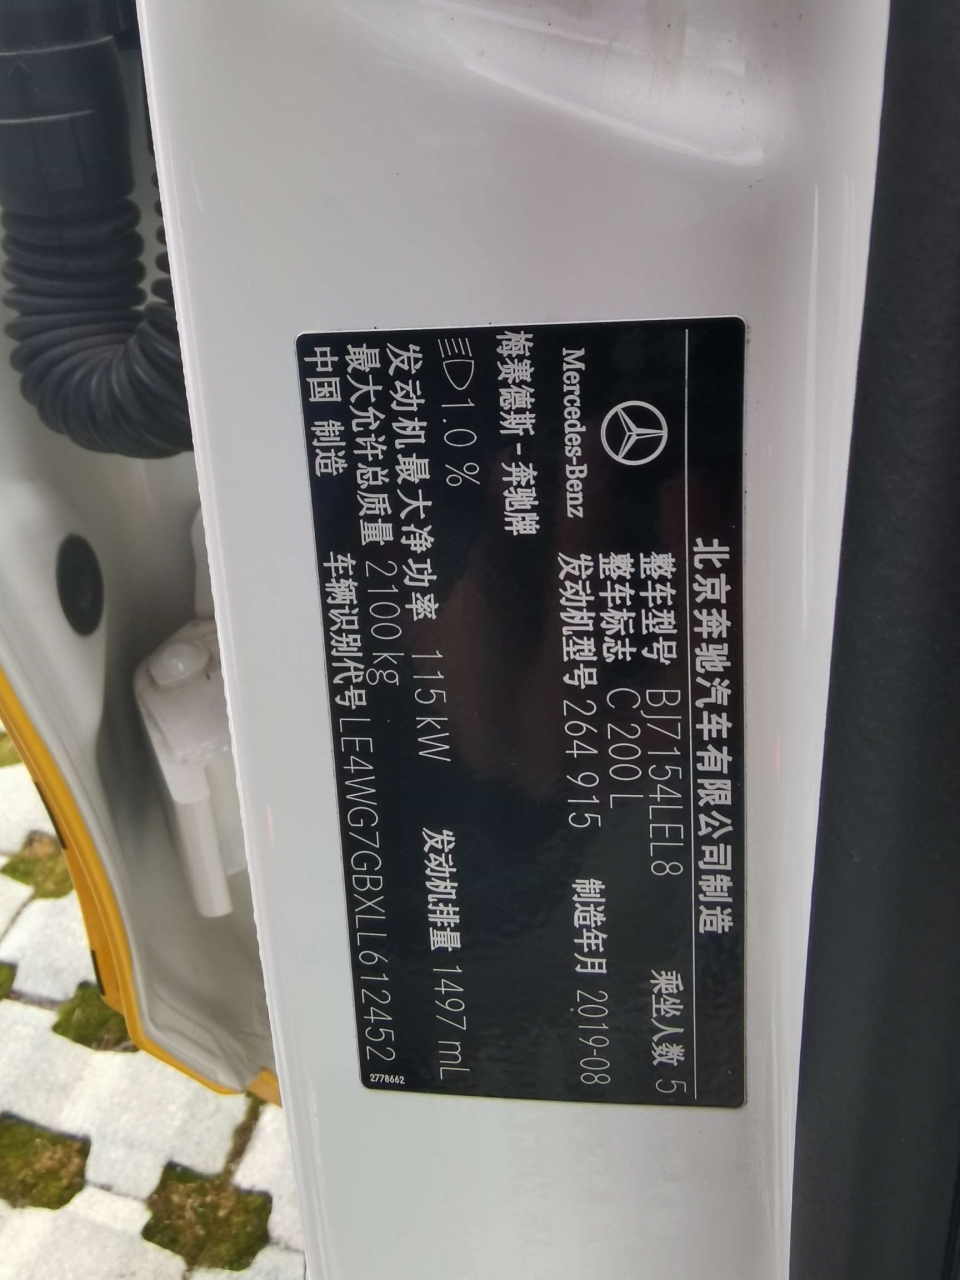 北京奔驰汽车有限公司制造
整车型号 BJ7154LEL8 乘坐人数 5
整车标志 C 200 L
Mercedes-Benz 发动机型号 264 915 制造年月 2019-08
梅赛德斯-奔驰牌
1.0 %
发动机最大净功率 115 kW 发动机排量 1497 mL
最大允许总质量 2100 kg
中国 制造 车辆识别代号 LE4WG7GBXLL612452
2778662